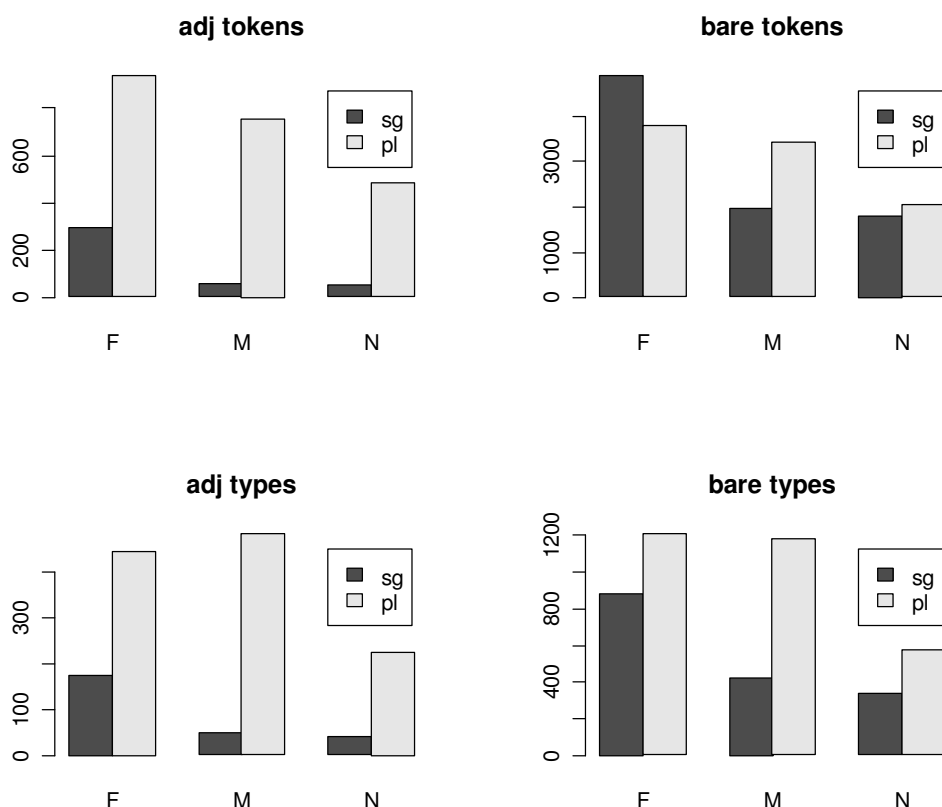 adj tokens
0 200 600
sg
pl
F M N
bare tokens
0 1000 3000
sg
pl
F M N
adj types
0 100 300
sg
pl
F M N
bare types
0 400 800 1200
sg
pl
F M N